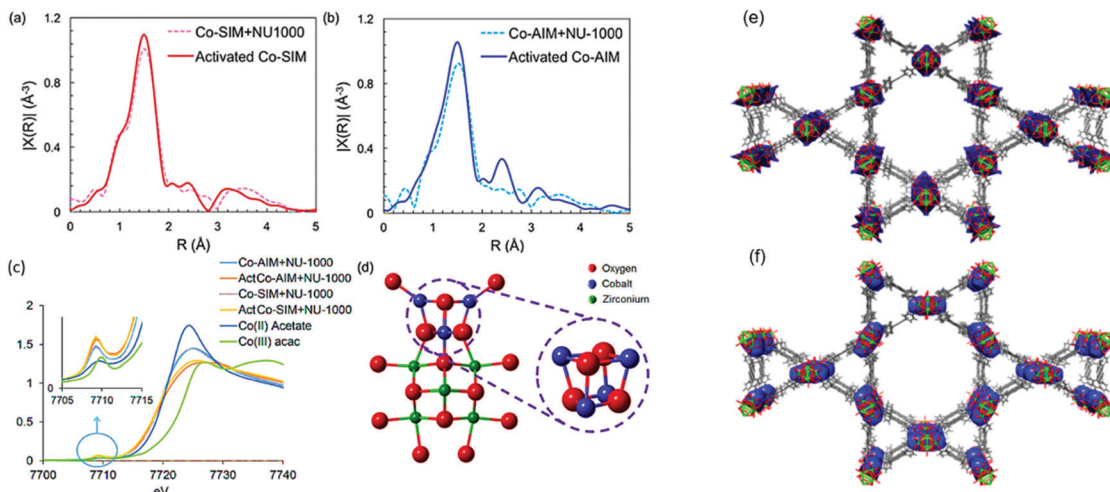 (a)
1.2
0.8
0.4
0
|X(R)| (Å⁻³)
Co-SIM+NU1000
Activated Co-SIM
0 1 2 3 4 5
R (Å)
(b)
1.2
0.8
0.4
0
|X(R)| (Å⁻³)
Co-AIM+NU-1000
Activated Co-AIM
0 1 2 3 4 5
R (Å)
(c)
Co-AIM+NU-1000
ActCo-AIM+NU-1000
Co-SIM+NU-1000
ActCo-SIM+NU-1000
Co(II) Acetate
Co(III) acac
2
1.5
1
0.5
0
7705 7710 7715
7700 7710 7720 7730 7740
eV
(d)
Oxygen
Cobalt
Zirconium
(e)
(f)